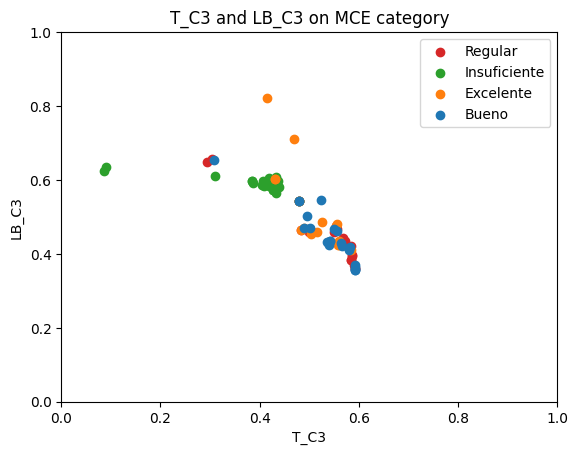 T_C3 and LB_C3 on MCE category
1.0
0.8
0.6
0.4
0.2
0.0
LB_C3
Regular
Insuficiente
Excelente
Bueno
0.0 0.2 0.4 0.6 0.8 1.0
T_C3